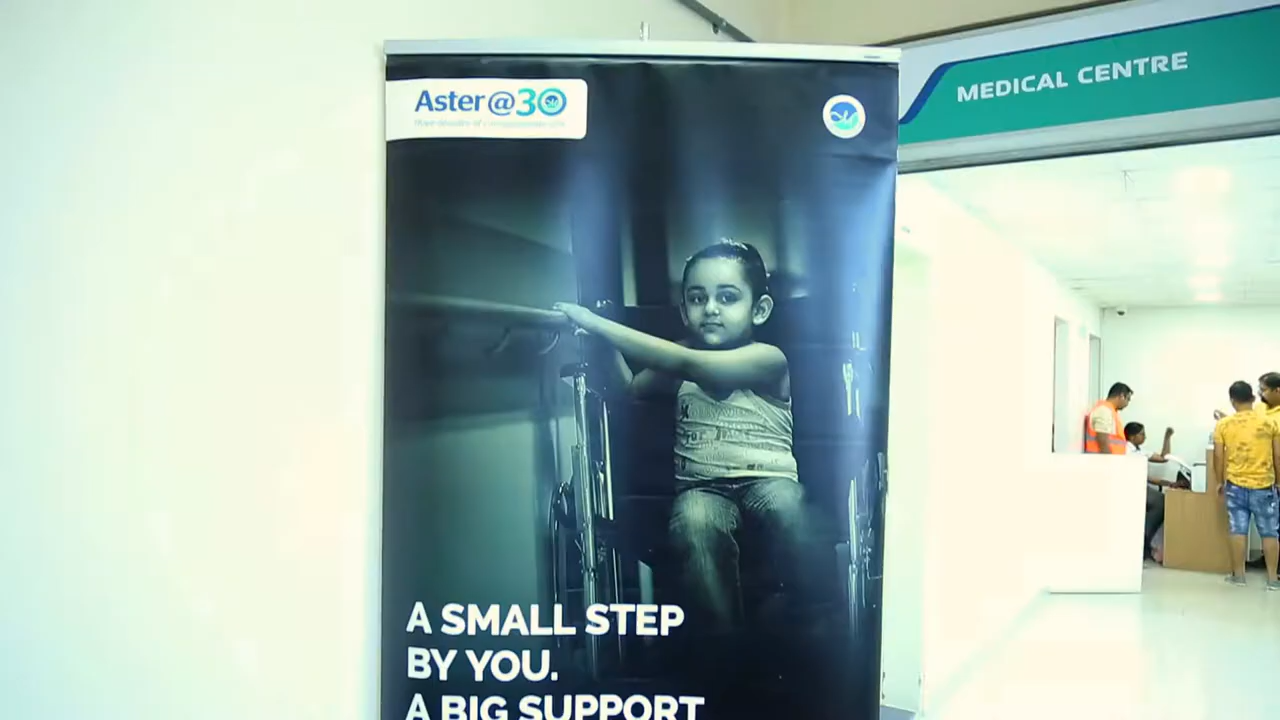 Aster@30
MEDICAL CENTRE
A SMALL STEP
BY YOU.
A BIG SUPPORT